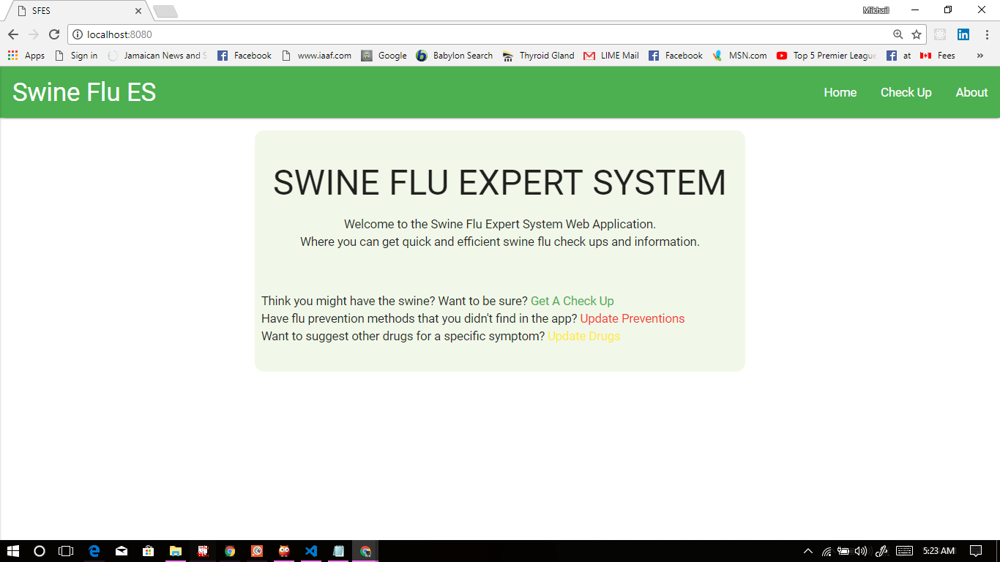 SFES
Mikhail
localhost:8080
Apps Sign in Jamaican News and S Facebook www.iaaf.com Google Babylon Search Thyroid Gland LIME Mail Facebook MSN.com Top 5 Premier League at Fees »
Swine Flu ES Home Check Up About
SWINE FLU EXPERT SYSTEM
Welcome to the Swine Flu Expert System Web Application.
Where you can get quick and efficient swine flu check ups and information.
Think you might have the swine? Want to be sure? Get A Check Up
Have flu prevention methods that you didn't find in the app? Update Preventions
Want to suggest other drugs for a specific symptom? Update Drugs
5:23 AM